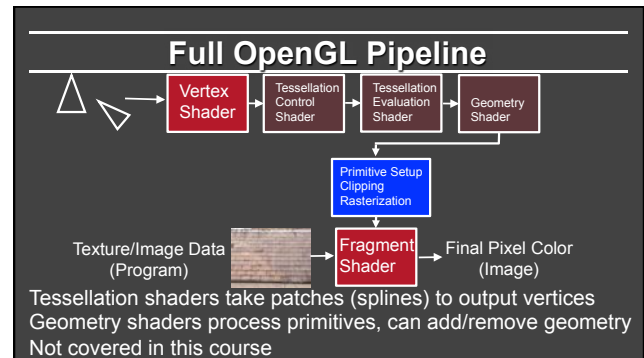 Full OpenGL Pipeline
Vertex
Shader
Tessellation
Control
Shader
Tessellation
Evaluation
Shader
Geometry
Shader
Primitive Setup
Clipping
Rasterization
Texture/Image Data
(Program)
Fragment
Shader
Final Pixel Color
(Image)
Tessellation shaders take patches (splines) to output vertices
Geometry shaders process primitives, can add/remove geometry
Not covered in this course